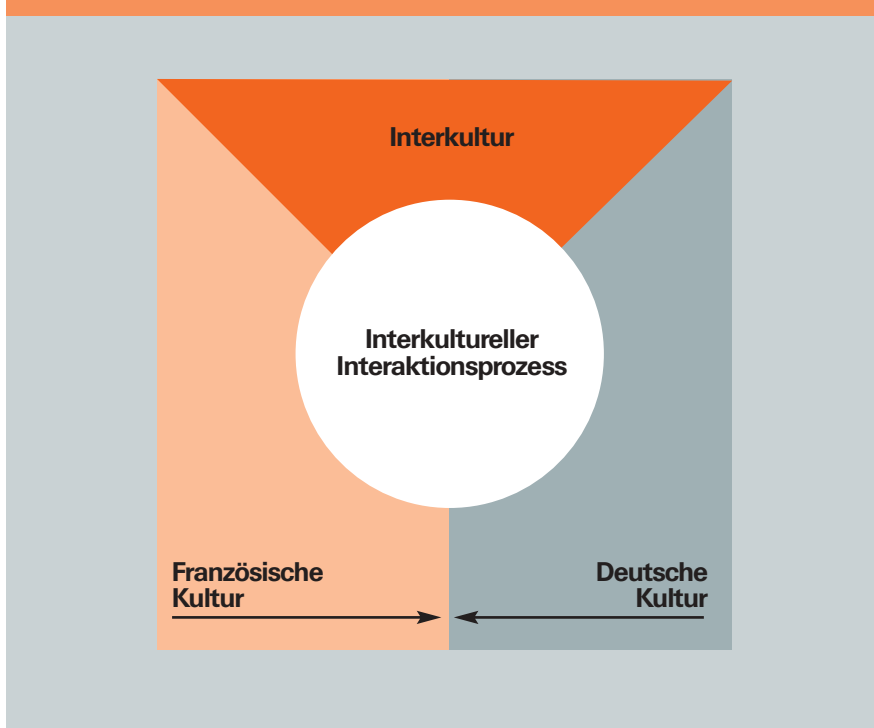 Interkultur
Interkultureller
Interaktionsprozess
Französische
Kultur
Deutsche
Kultur